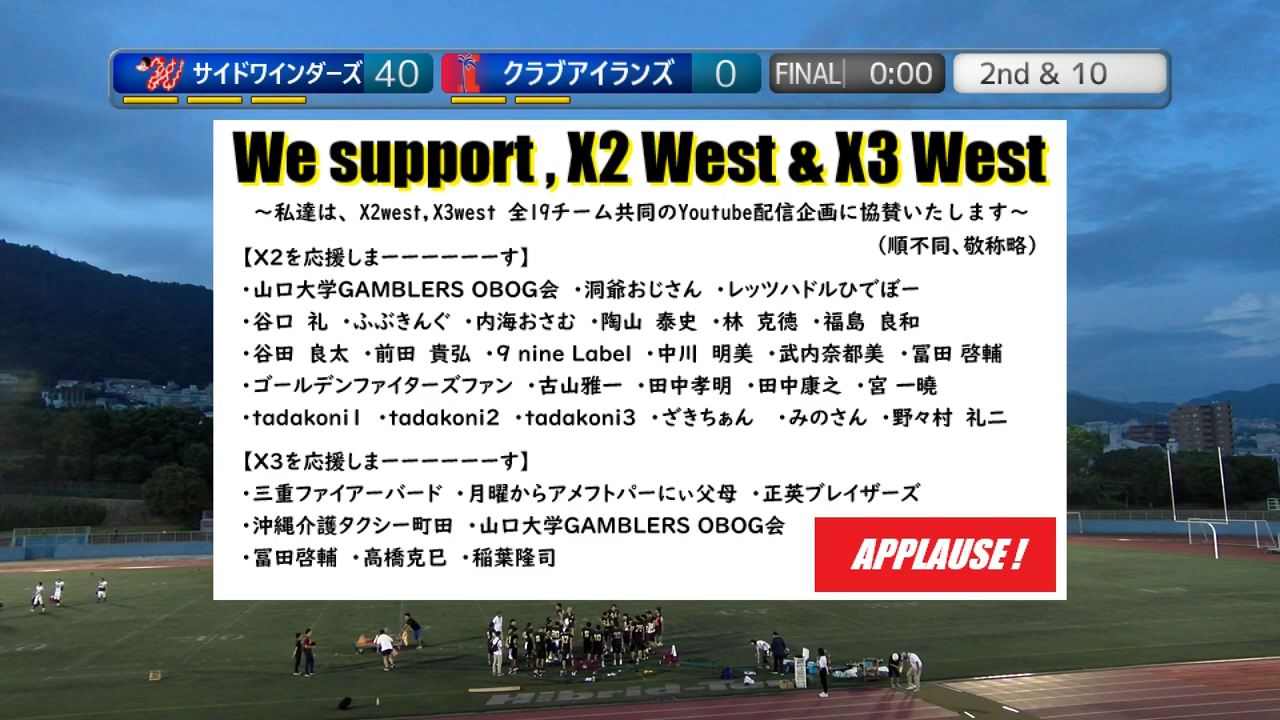 サイドワインダーズ 40 クラブアイランズ 0 FINAL 0:00 2nd & 10
We support , X2 West & X3 West
～私達は、X2west,X3west 全19チーム共同のYoutube配信企画に協賛いたします～
（順不同、敬称略）
【X2を応援しまーーーーーーす】
・山口大学GAMBLERS OBOG会 ・洞爺おじさん ・レッツハドルひでぼー
・谷口 礼 ・ふぶきんぐ ・内海おさむ ・陶山 泰史 ・林 克徳 ・福島 良和
・谷田 良太 ・前田 貴弘 ・9 nine Label ・中川 明美 ・武内奈都美 ・冨田 啓輔
・ゴールデンファイターズファン ・古山雅一 ・田中孝明 ・田中康之 ・宮 一曉
・tadakoni1 ・tadakoni2 ・tadakoni3 ・ざきちぁん ・みのさん ・野々村 礼二
【X3を応援しまーーーーーーす】
・三重ファイアーバード ・月曜からアメフトパーにぃ父母 ・正英ブレイザーズ
・沖縄介護タクシー町田 ・山口大学GAMBLERS OBOG会
・冨田啓輔 ・高橋克巳 ・稲葉隆司
APPLAUSE !